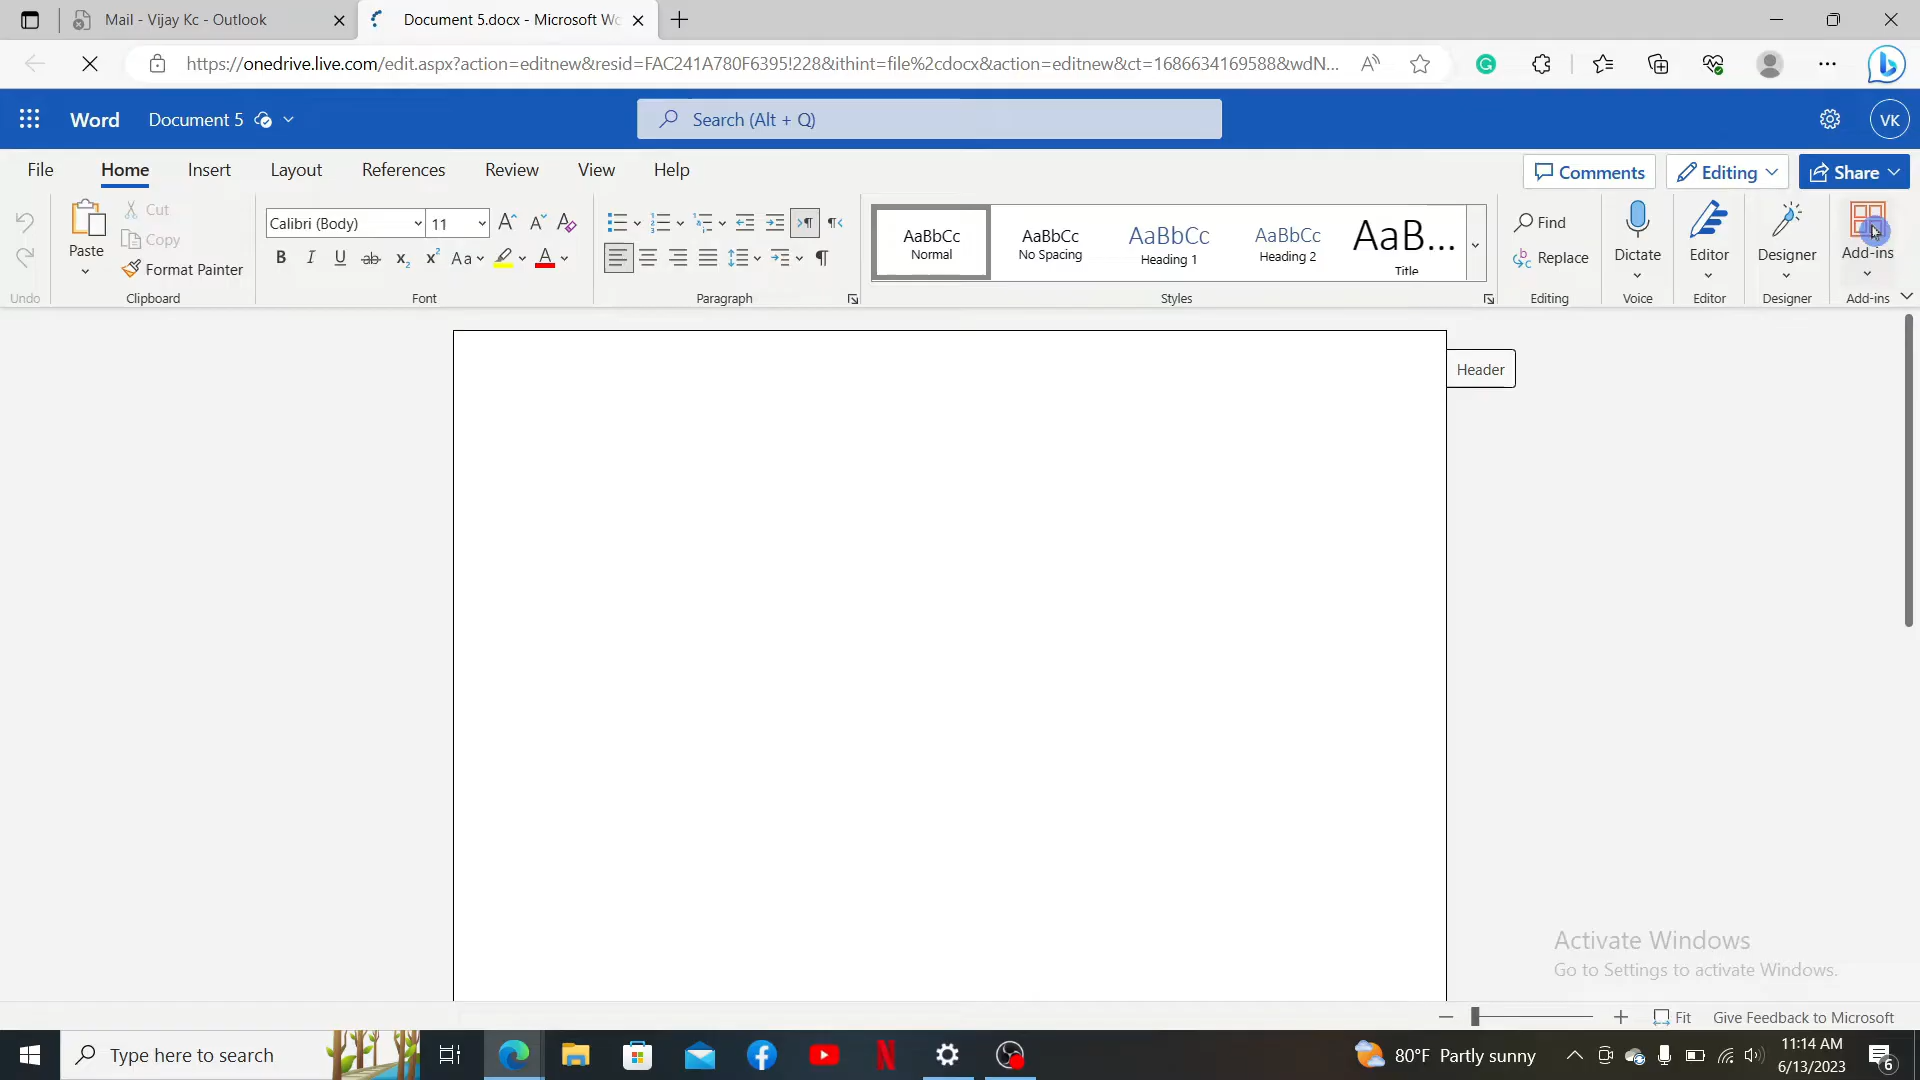 Mail - Vijay Kc - Outlook
Document 5.docx - Microsoft Wo
https://onedrive.live.com/edit.aspx?action=editnew&resid=FAC241A780F6395!228&ithint=file%2cdocx&action=editnew&ct=1686634169588&wdN...
Word
Document 5
Search (Alt + Q)
VK
File
Home
Insert
Layout
References
Review
View
Help
Comments
Editing
Share
Undo
Paste
Cut
Copy
Format Painter
Clipboard
Calibri (Body)
11
B
I
U
ab
Aa
A
Font
Paragraph
AaBbCc
Normal
AaBbCc
No Spacing
AaBbCc
Heading 1
AaBbCc
Heading 2
AaB...
Title
Styles
Find
Replace
Editing
Dictate
Voice
Editor
Editor
Designer
Designer
Add-ins
Add-ins
Header
Activate Windows
Go to Settings to activate Windows.
Fit
Give Feedback to Microsoft
Type here to search
80°F Partly sunny
11:14 AM
6/13/2023
6